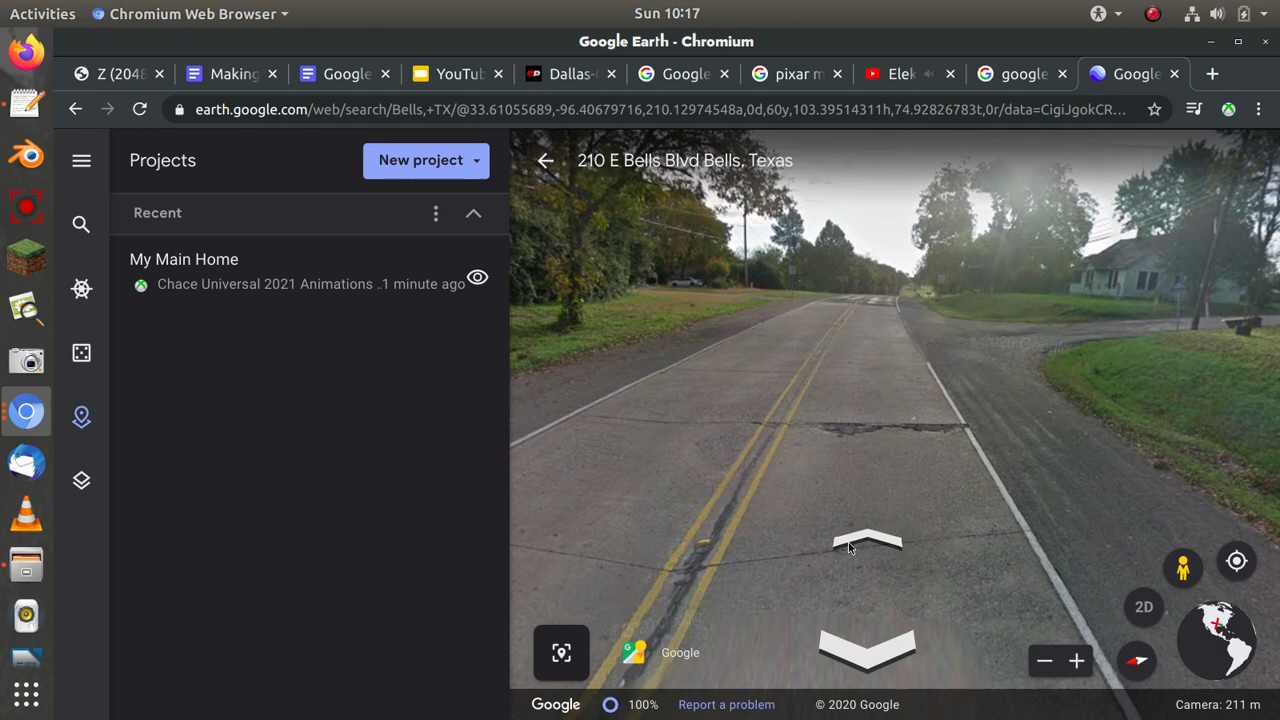 Activities
Chromium Web Browser
Sun 10:17
Google Earth - Chromium
Z (2048
Making
Google
YouTub
Dallas-
Google
pixar m
Elek
google
Google
earth.google.com/web/search/Bells,+TX/@33.61055689,-96.40679716,210.12974548a,0d,60y,103.39514311h,74.92826783t,0r/data=CigiJgokCR...
Projects
New project
210 E Bells Blvd Bells, Texas
Recent
My Main Home
Chace Universal 2021 Animations ..1 minute ago
©2020 Google
2D
Google
Google
100%
Report a problem
© 2020 Google
Camera: 211 m